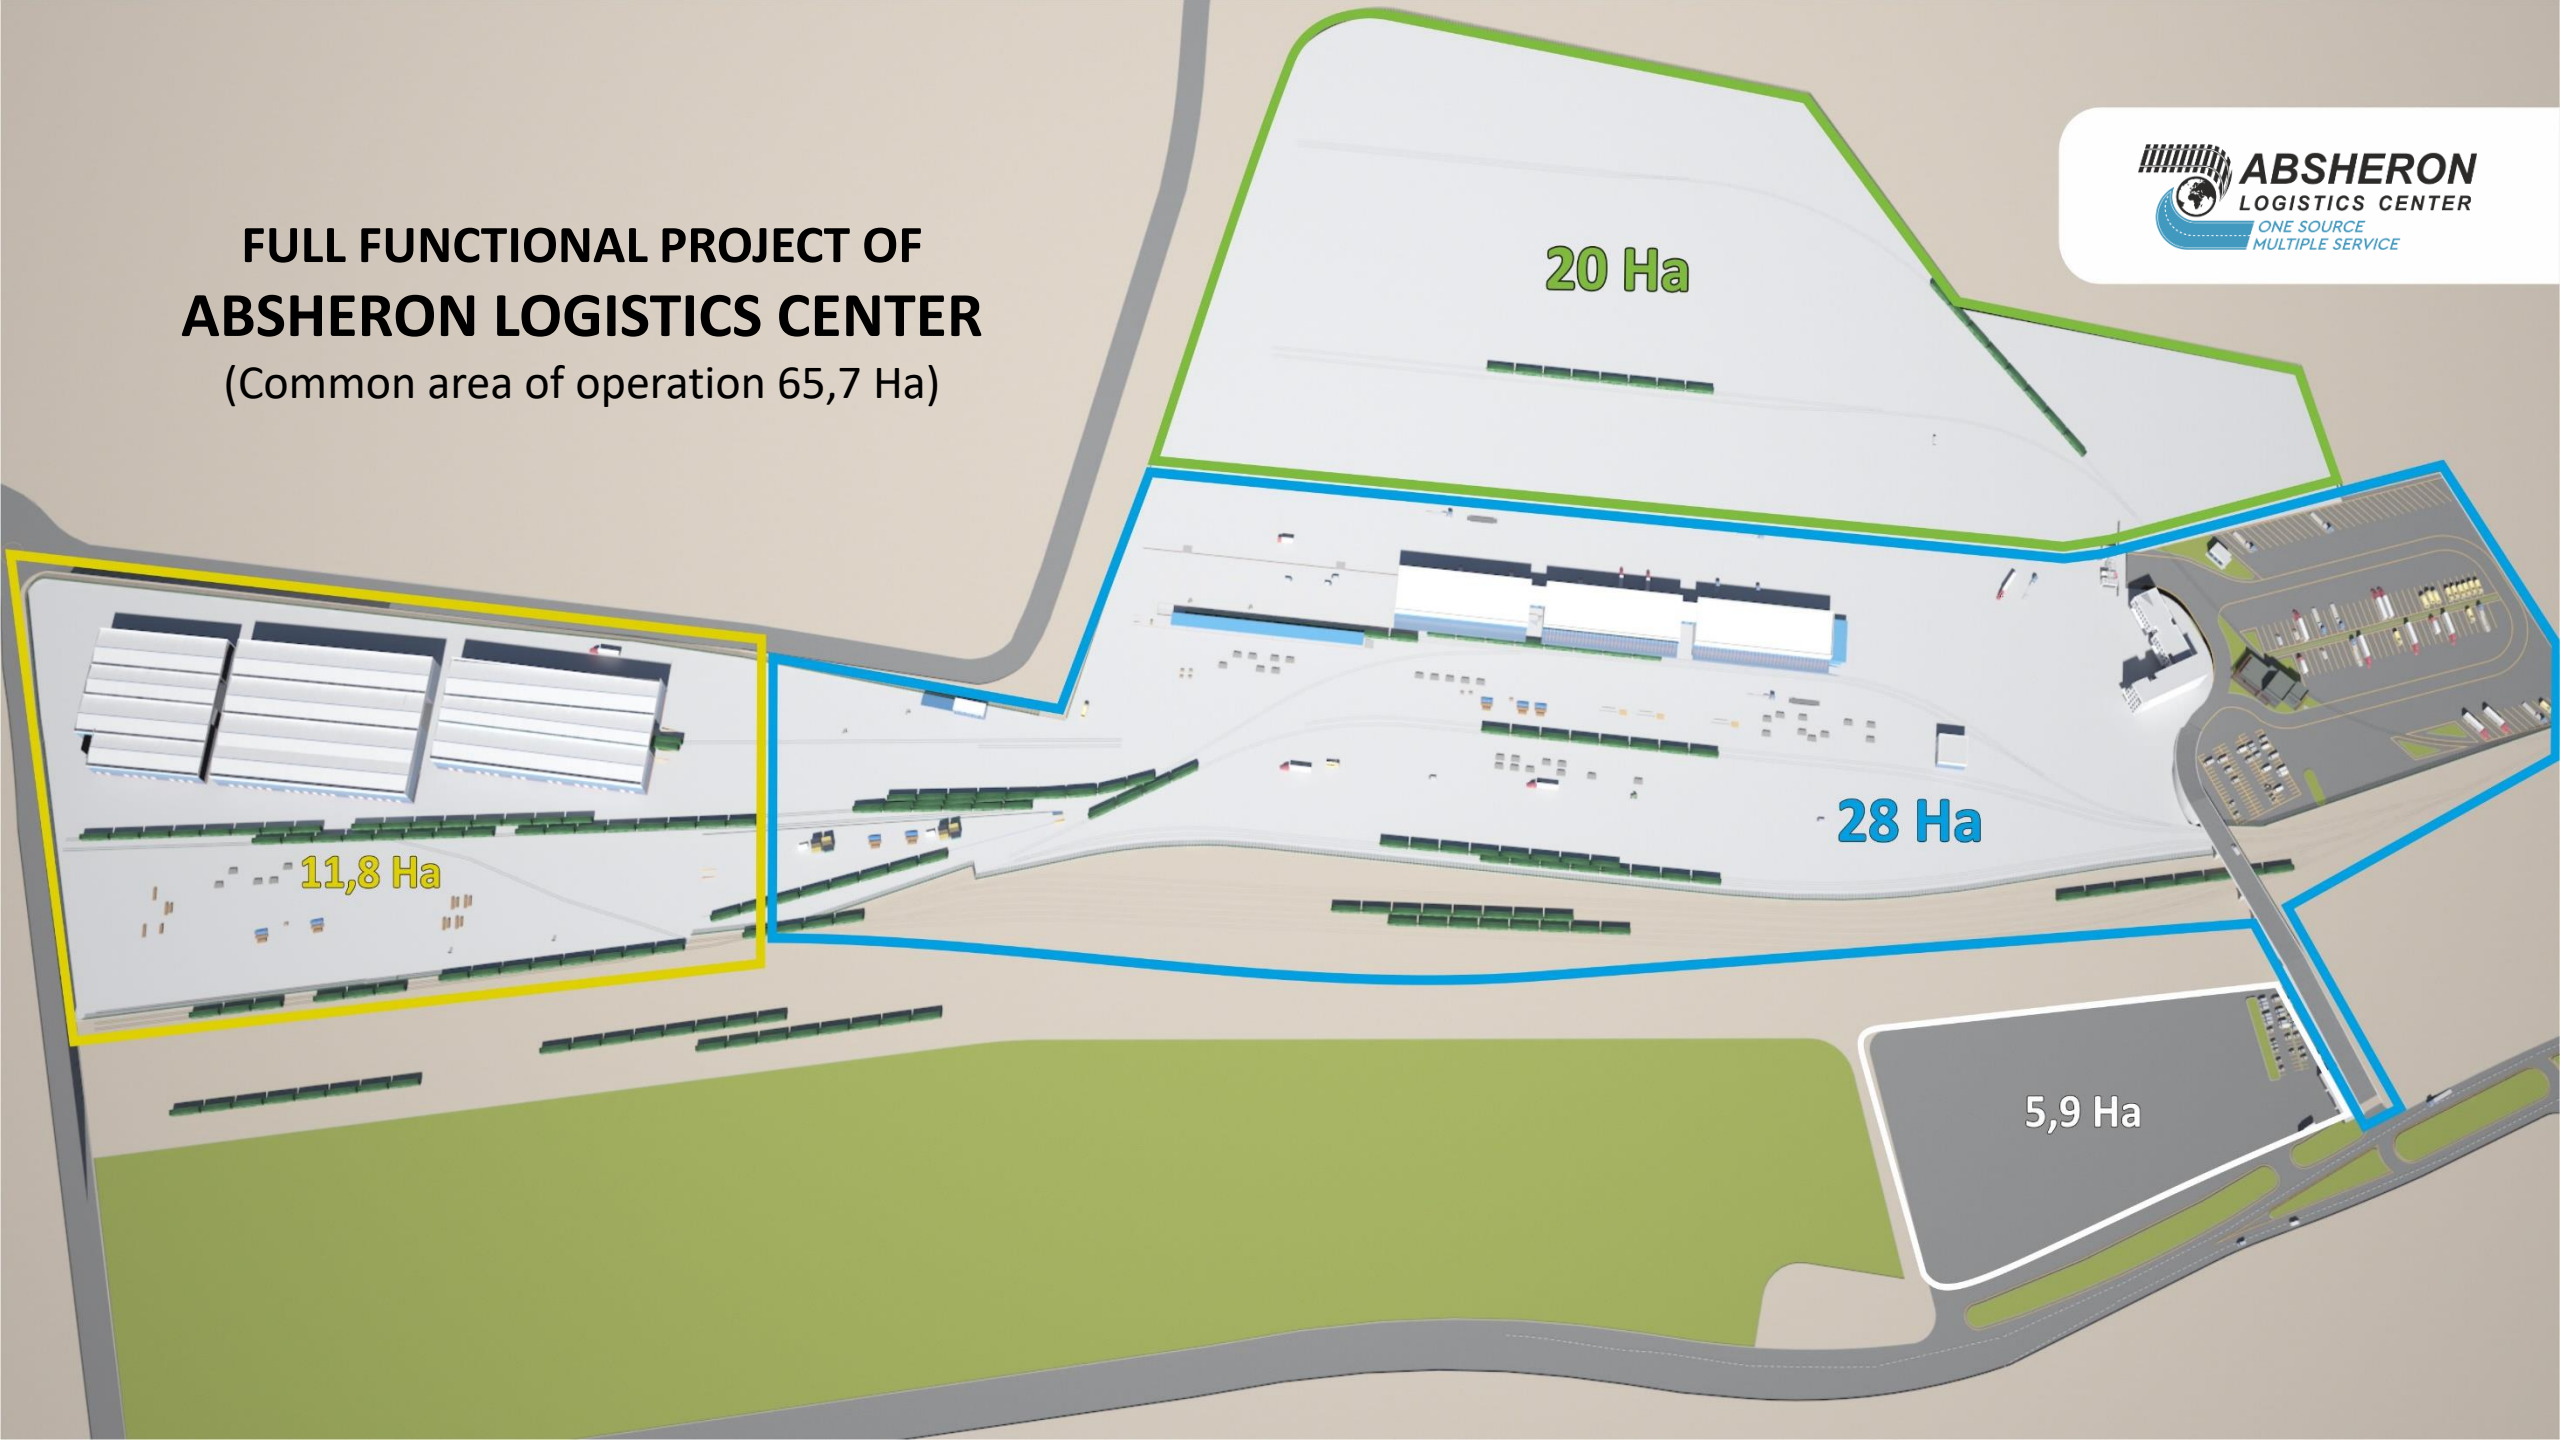 FULL FUNCTIONAL PROJECT OF
ABSHERON LOGISTICS CENTER
(Common area of operation 65,7 Ha)
ABSHERON
LOGISTICS CENTER
ONE SOURCE
MULTIPLE SERVICE
20 Ha
28 Ha
11,8 Ha
5,9 Ha